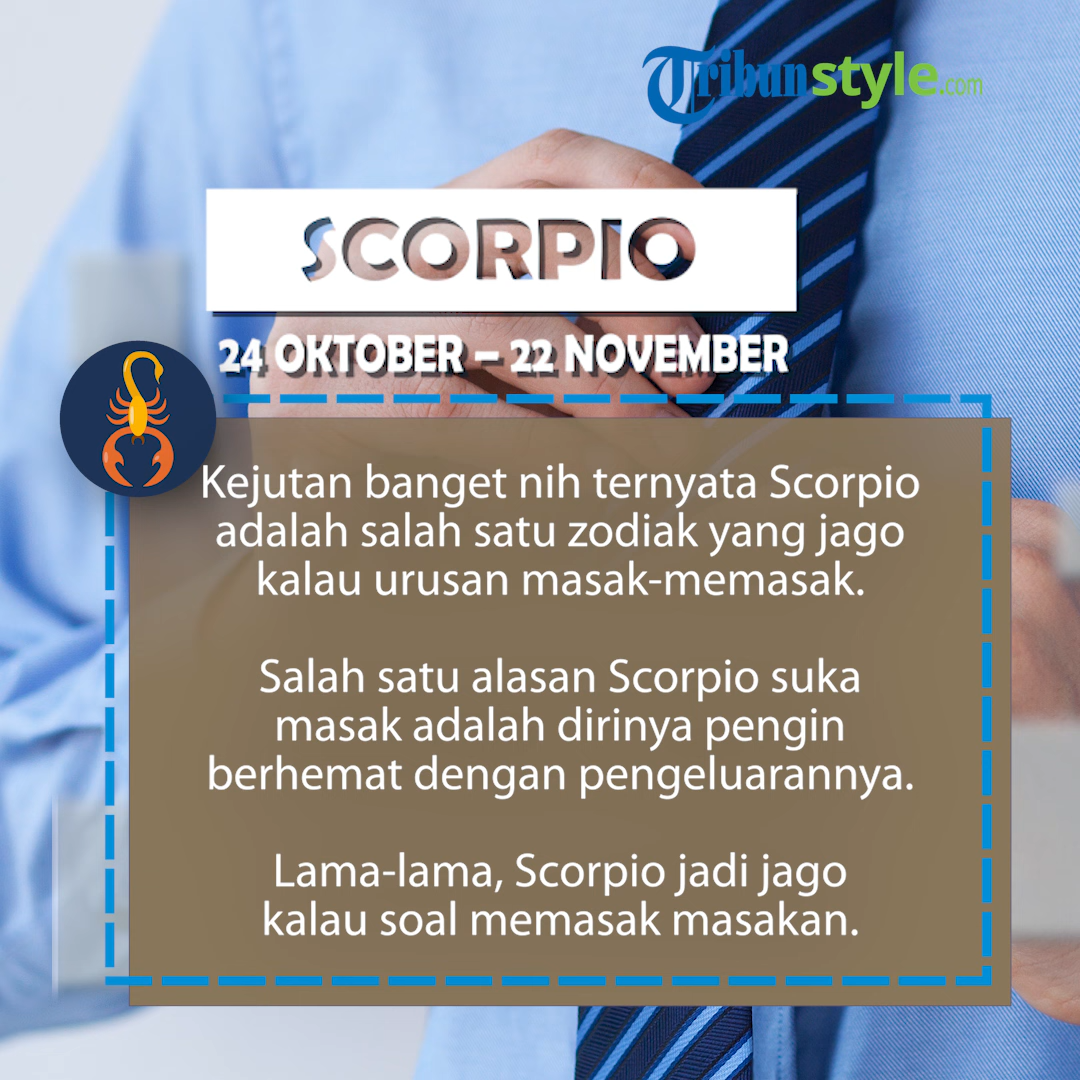 Tribunstyle.com
SCORPIO
24 OKTOBER – 22 NOVEMBER
Kejutan banget nih ternyata Scorpio
adalah salah satu zodiak yang jago
kalau urusan masak-memasak.
Salah satu alasan Scorpio suka
masak adalah dirinya pengin
berhemat dengan pengeluarannya.
Lama-lama, Scorpio jadi jago
kalau soal memasak masakan.